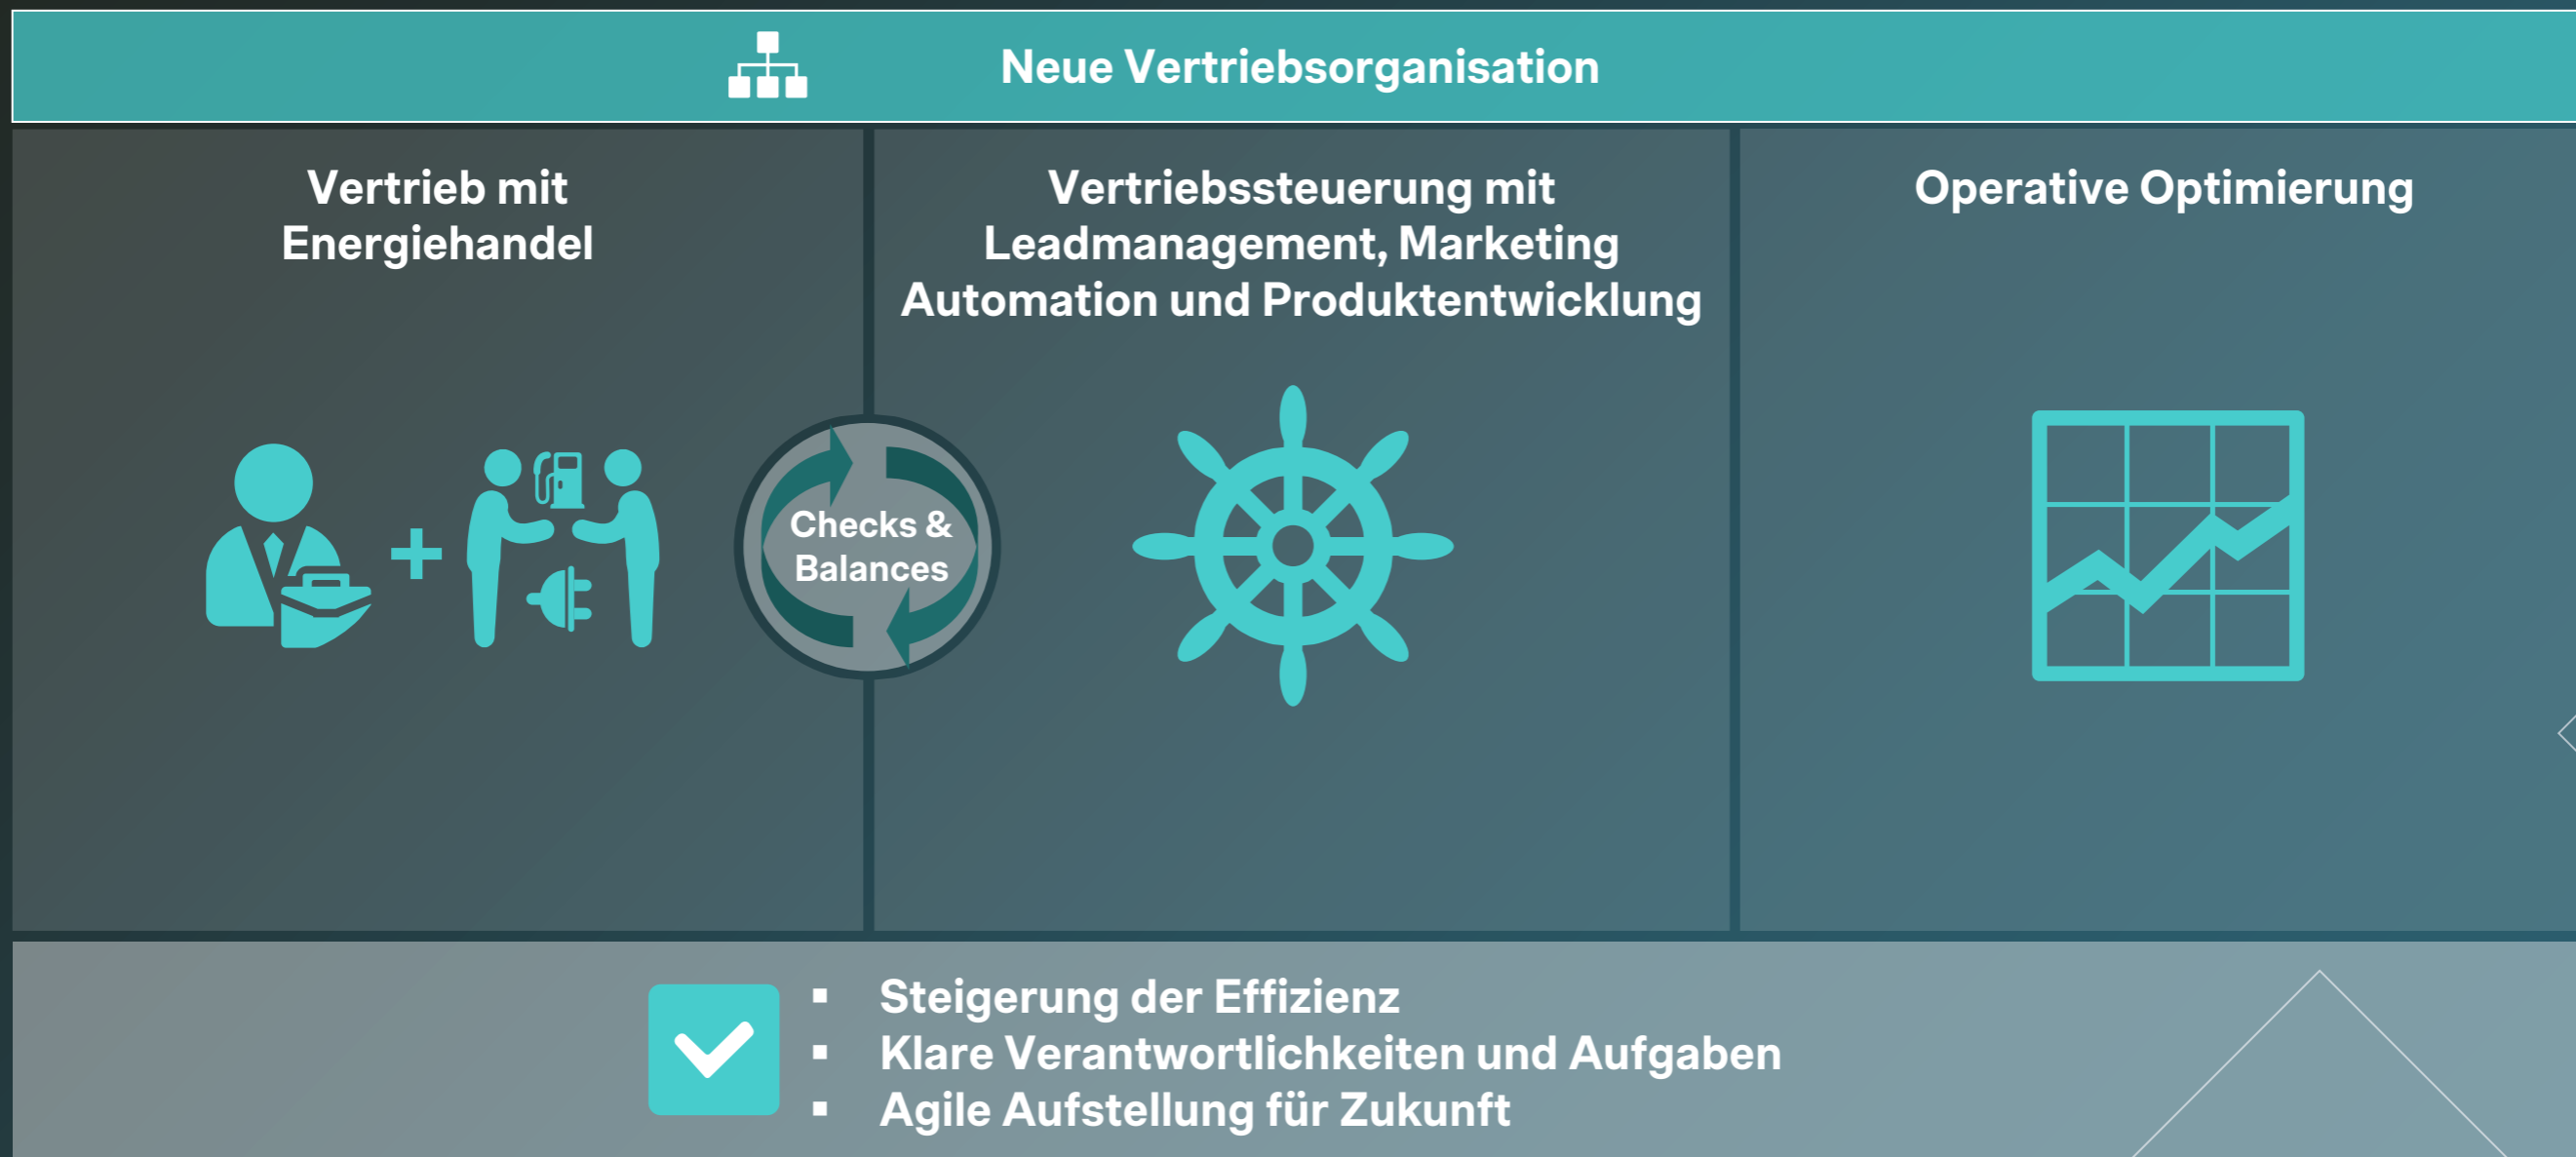 Neue Vertriebsorganisation
Vertrieb mit
Energiehandel
Vertriebssteuerung mit
Leadmanagement, Marketing
Automation und Produktentwicklung
Operative Optimierung
Checks &
Balances
▪ Steigerung der Effizienz
▪ Klare Verantwortlichkeiten und Aufgaben
▪ Agile Aufstellung für Zukunft